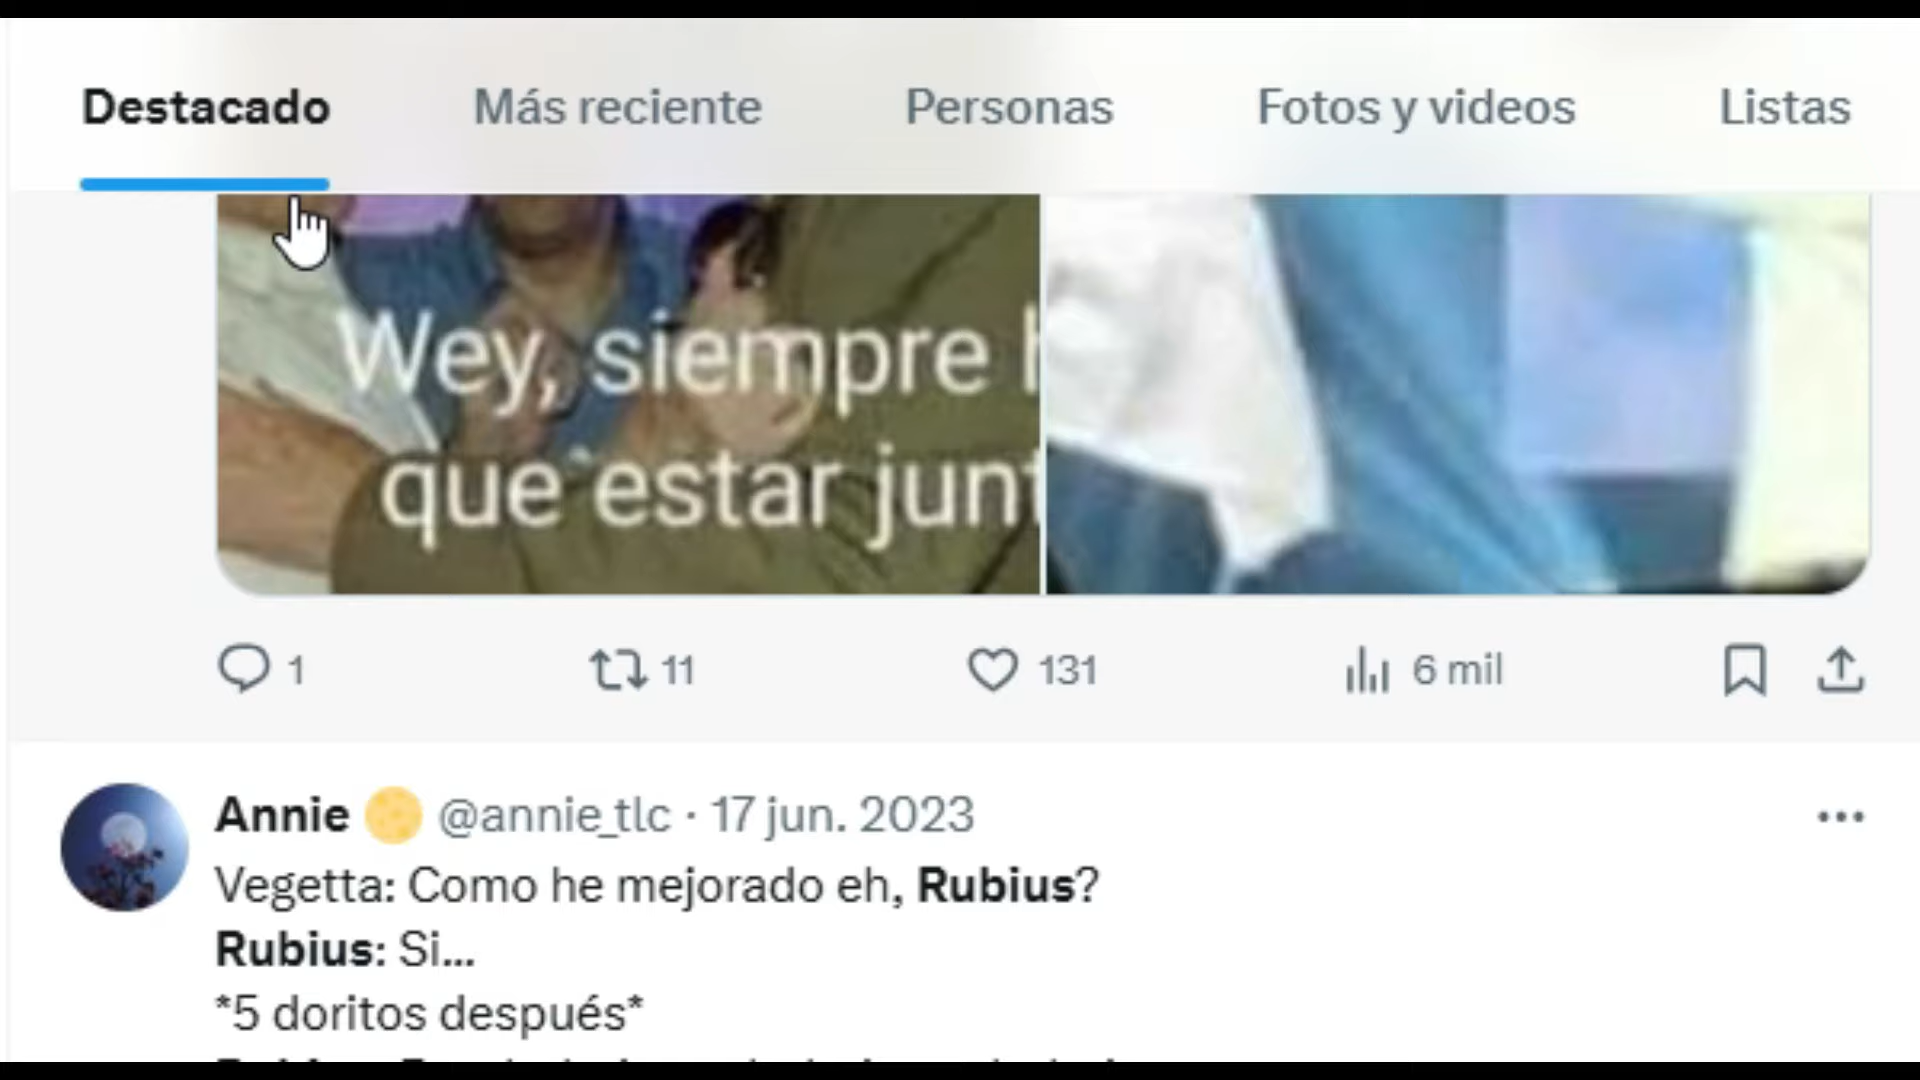 Destacado Más reciente Personas Fotos y videos Listas
Wey, siempre
que estar junt
1 11 131 6 mil
Annie @annie_tlc · 17 jun. 2023
Vegetta: Como he mejorado eh, Rubius?
Rubius: Si...
*5 doritos después*